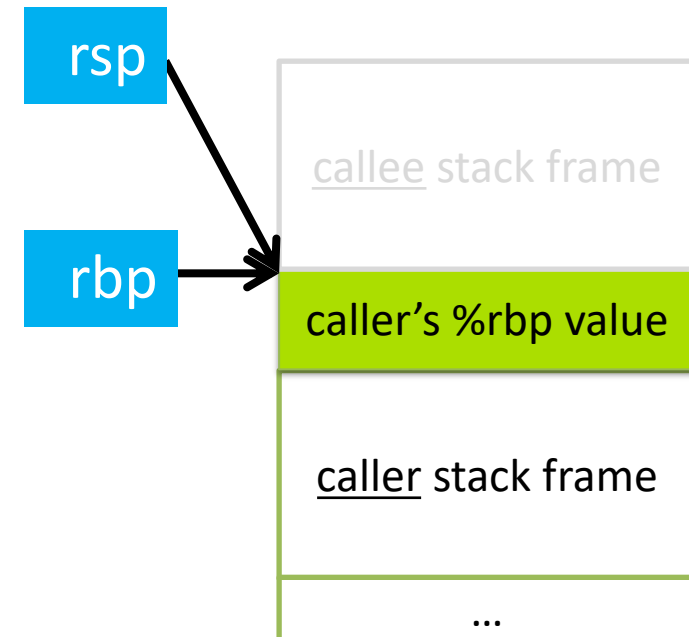 rsp
callee stack frame
rbp
caller’s %rbp value
caller stack frame
…